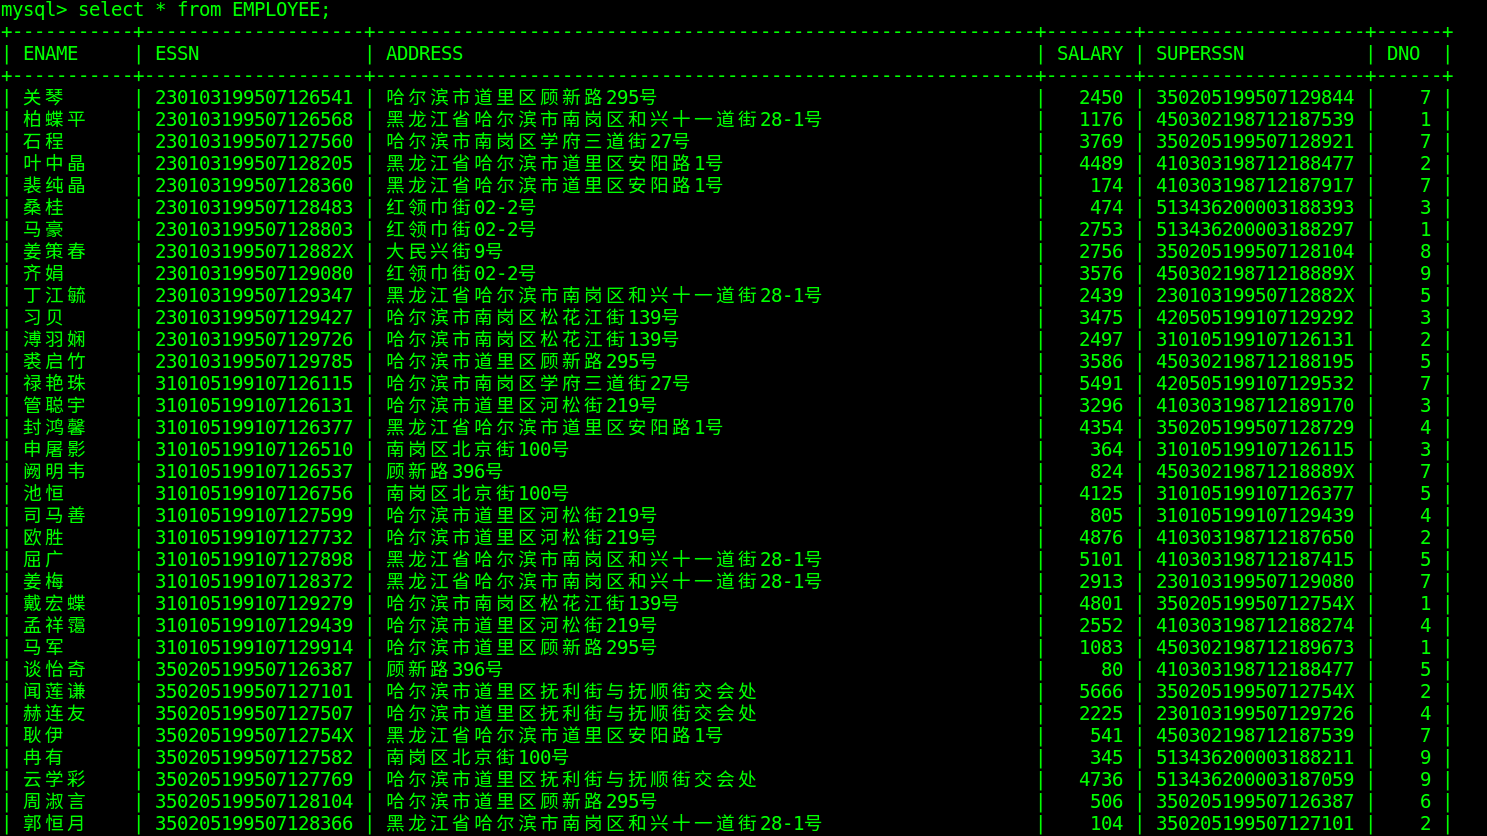 mysql> select * from EMPLOYEE;
+-----------+--------------------+------------------------------------------------------------+--------+--------------------+------+
| ENAME | ESSN | ADDRESS | SALARY | SUPERSSN | DNO |
+-----------+--------------------+------------------------------------------------------------+--------+--------------------+------+
| 关琴 | 230103199507126541 | 哈尔滨市道里区顾新路295号 | 2450 | 350205199507129844 | 7 |
| 柏蝶平 | 230103199507126568 | 黑龙江省哈尔滨市南岗区和兴十一道街28-1号 | 1176 | 450302198712187539 | 1 |
| 石程 | 230103199507127560 | 哈尔滨市南岗区学府三道街27号 | 3769 | 350205199507128921 | 7 |
| 叶中晶 | 230103199507128205 | 黑龙江省哈尔滨市道里区安阳路1号 | 4489 | 410303198712188477 | 2 |
| 裴纯晶 | 230103199507128360 | 黑龙江省哈尔滨市道里区安阳路1号 | 174 | 410303198712187917 | 7 |
| 桑桂 | 230103199507128483 | 红领巾街02-2号 | 474 | 513436200003188393 | 3 |
| 马豪 | 230103199507128803 | 红领巾街02-2号 | 2753 | 513436200003188297 | 1 |
| 姜策春 | 23010319950712882X | 大民兴街9号 | 2756 | 350205199507128104 | 8 |
| 齐娟 | 230103199507129080 | 红领巾街02-2号 | 3576 | 45030219871218889X | 9 |
| 丁江毓 | 230103199507129347 | 黑龙江省哈尔滨市南岗区和兴十一道街28-1号 | 2439 | 23010319950712882X | 5 |
| 习贝 | 230103199507129427 | 哈尔滨市南岗区松花江街139号 | 3475 | 420505199107129292 | 3 |
| 溥羽娴 | 230103199507129726 | 哈尔滨市南岗区松花江街139号 | 2497 | 310105199107126131 | 2 |
| 裘启竹 | 230103199507129785 | 哈尔滨市道里区顾新路295号 | 3586 | 450302198712188195 | 5 |
| 禄艳珠 | 310105199107126115 | 哈尔滨市南岗区学府三道街27号 | 5491 | 420505199107129532 | 7 |
| 管聪宇 | 310105199107126131 | 哈尔滨市道里区河松街219号 | 3296 | 410303198712189170 | 3 |
| 封鸿馨 | 310105199107126377 | 黑龙江省哈尔滨市道里区安阳路1号 | 4354 | 350205199507128729 | 4 |
| 申屠影 | 310105199107126510 | 南岗区北京街100号 | 364 | 310105199107126115 | 3 |
| 阙明韦 | 310105199107126537 | 顾新路396号 | 824 | 45030219871218889X | 7 |
| 池恒 | 310105199107126756 | 南岗区北京街100号 | 4125 | 310105199107126377 | 5 |
| 司马善 | 310105199107127599 | 哈尔滨市道里区河松街219号 | 805 | 310105199107129439 | 4 |
| 欧胜 | 310105199107127732 | 哈尔滨市道里区河松街219号 | 4876 | 410303198712187650 | 2 |
| 屈广 | 310105199107127898 | 黑龙江省哈尔滨市南岗区和兴十一道街28-1号 | 5101 | 410303198712187415 | 5 |
| 姜梅 | 310105199107128372 | 黑龙江省哈尔滨市南岗区和兴十一道街28-1号 | 2913 | 230103199507129080 | 7 |
| 戴宏蝶 | 310105199107129279 | 哈尔滨市南岗区松花江街139号 | 4801 | 35020519950712754X | 1 |
| 孟祥霭 | 310105199107129439 | 哈尔滨市道里区河松街219号 | 2552 | 410303198712188274 | 4 |
| 马军 | 310105199107129914 | 哈尔滨市道里区顾新路295号 | 1083 | 450302198712189673 | 1 |
| 谈怡奇 | 350205199507126387 | 顾新路396号 | 80 | 410303198712188477 | 5 |
| 闻莲谦 | 350205199507127101 | 哈尔滨市道里区抚利街与抚顺街交会处 | 5666 | 35020519950712754X | 2 |
| 赫连友 | 350205199507127507 | 哈尔滨市道里区抚利街与抚顺街交会处 | 2225 | 230103199507129726 | 4 |
| 耿伊 | 35020519950712754X | 黑龙江省哈尔滨市道里区安阳路1号 | 541 | 450302198712187539 | 7 |
| 冉有 | 350205199507127582 | 南岗区北京街100号 | 345 | 513436200003188211 | 9 |
| 云学彩 | 350205199507127769 | 哈尔滨市道里区抚利街与抚顺街交会处 | 4736 | 513436200003187059 | 9 |
| 周淑言 | 350205199507128104 | 哈尔滨市道里区顾新路295号 | 506 | 350205199507126387 | 6 |
| 郭恒月 | 350205199507128366 | 黑龙江省哈尔滨市南岗区和兴十一道街28-1号 | 104 | 350205199507127101 | 2 |